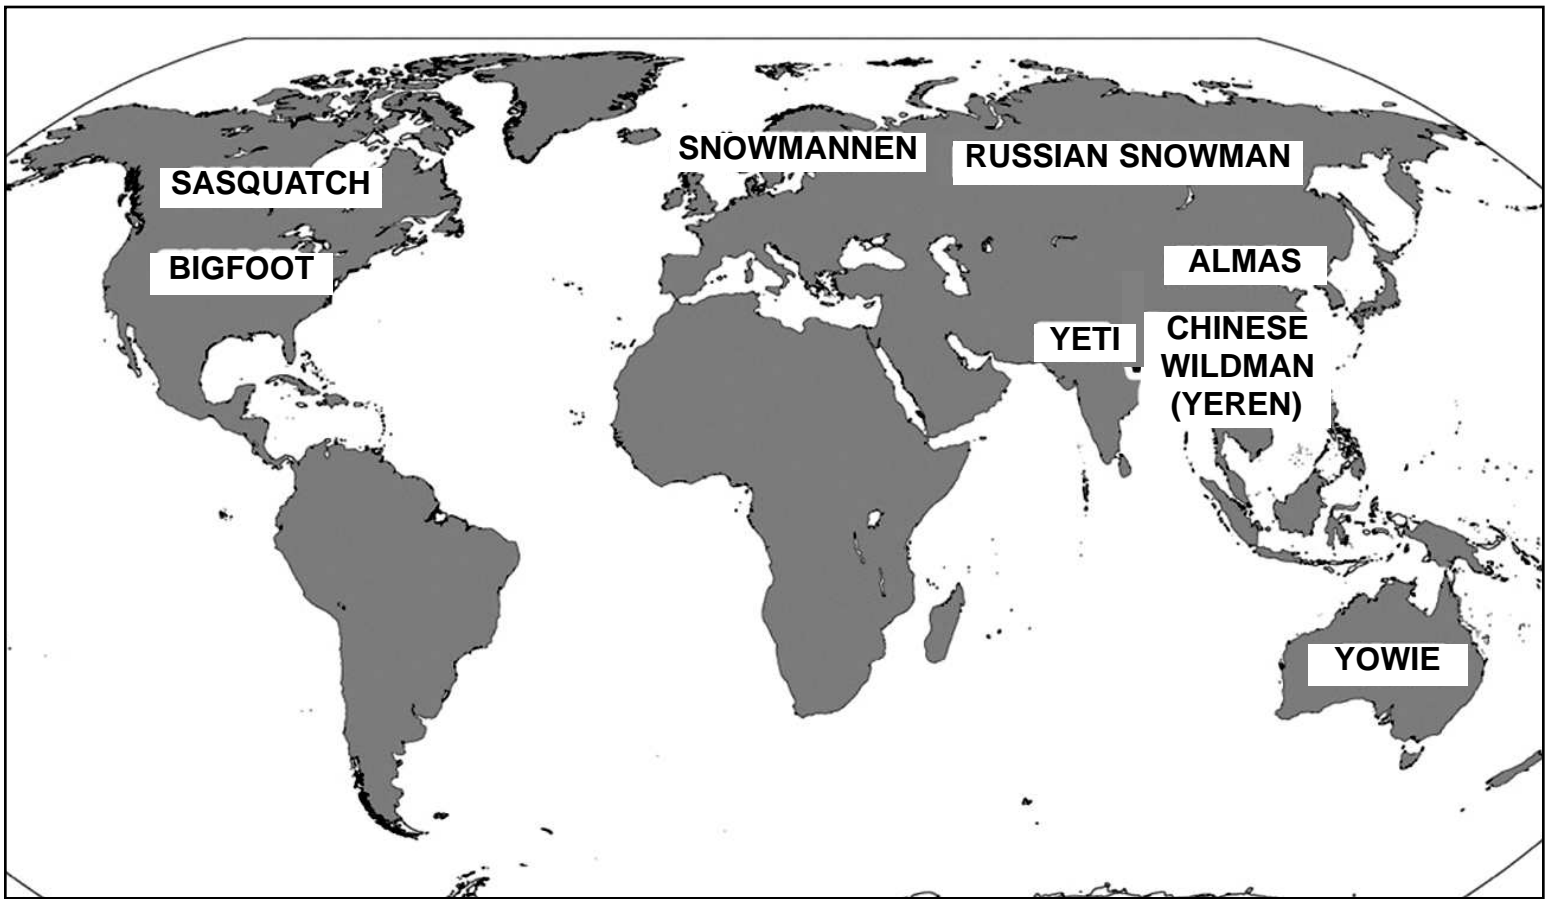 SNOWMANNEN
RUSSIAN SNOWMAN
SASQUATCH
BIGFOOT
ALMAS
YETI
CHINESE
WILDMAN
(YEREN)
YOWIE